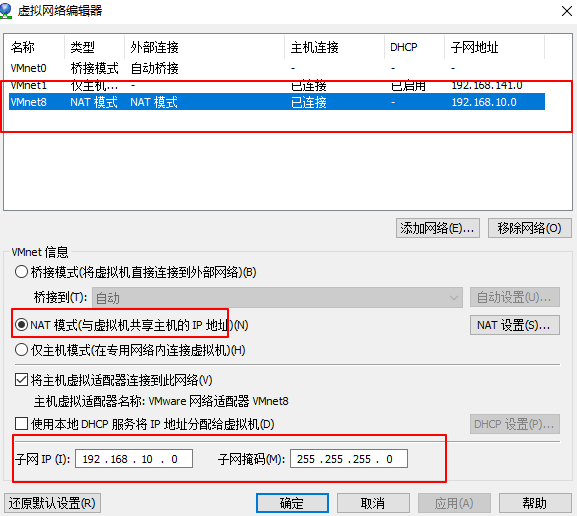 虚拟网络编辑器
名称 类型 外部连接 主机连接 DHCP 子网地址
VMnet0 桥接模式 自动桥接 - - -
VMnet1 仅主机... - 已连接 已启用 192.168.141.0
VMnet8 NAT 模式 NAT 模式 已连接 - 192.168.10.0
添加网络(E)... 移除网络(O)
VMnet 信息
桥接模式(将虚拟机直接连接到外部网络)(B)
桥接到(T): 自动 自动设置(U)...
NAT 模式(与虚拟机共享主机的 IP 地址)(N) NAT 设置(S)...
仅主机模式(在专用网络内连接虚拟机)(H)
将主机虚拟适配器连接到此网络(V)
主机虚拟适配器名称: VMware 网络适配器 VMnet8
使用本地 DHCP 服务将 IP 地址分配给虚拟机(D) DHCP 设置(P)...
子网 IP (I): 192 . 168 . 10 . 0 子网掩码(M): 255 . 255 . 255 . 0
还原默认设置(R) 确定 取消 应用(A) 帮助